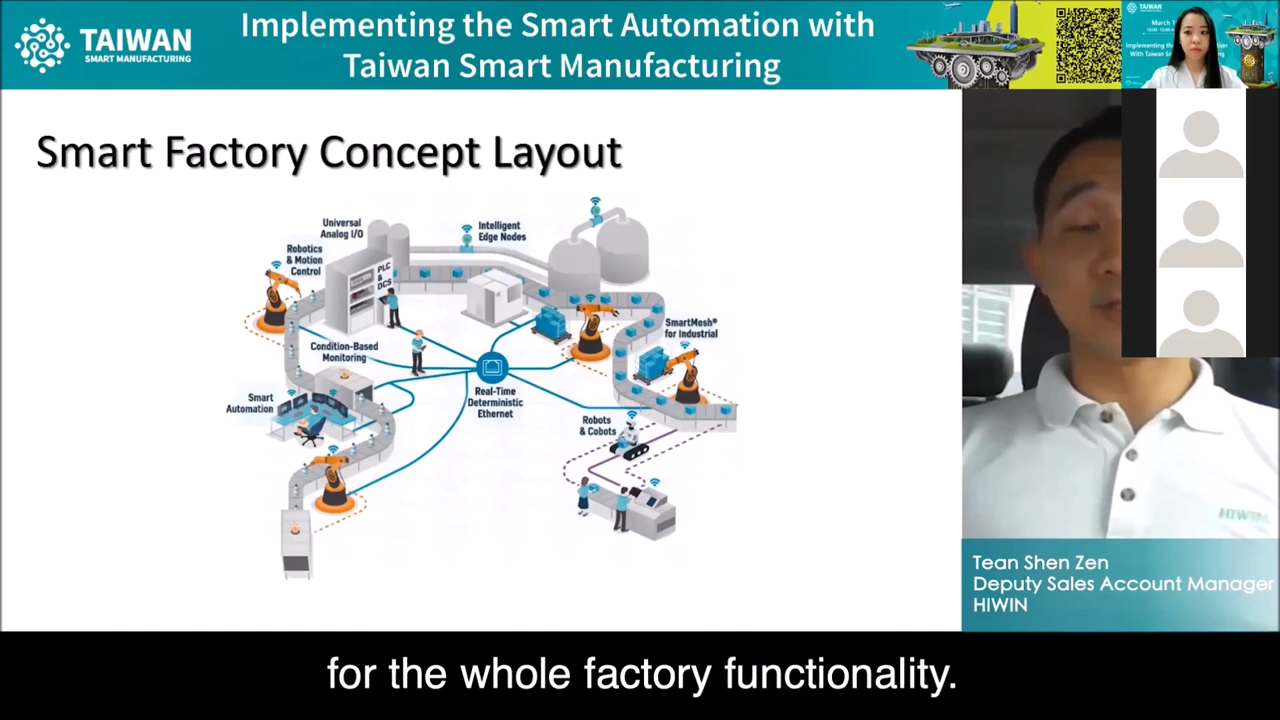 TAIWAN
SMART MANUFACTURING
Implementing the Smart Automation with
Taiwan Smart Manufacturing
TAIWAN
Smart Factory Concept Layout
Universal
Analog I/O
Intelligent
Edge Nodes
Robotics
& Motion
Control
PLC
&
DCS
SmartMesh®
for Industrial
Condition-Based
Monitoring
Real-Time
Deterministic
Ethernet
Smart
Automation
Robots
& Cobots
HIWIN
Tean Shen Zen
Deputy Sales Account Manager
HIWIN
for the whole factory functionality.